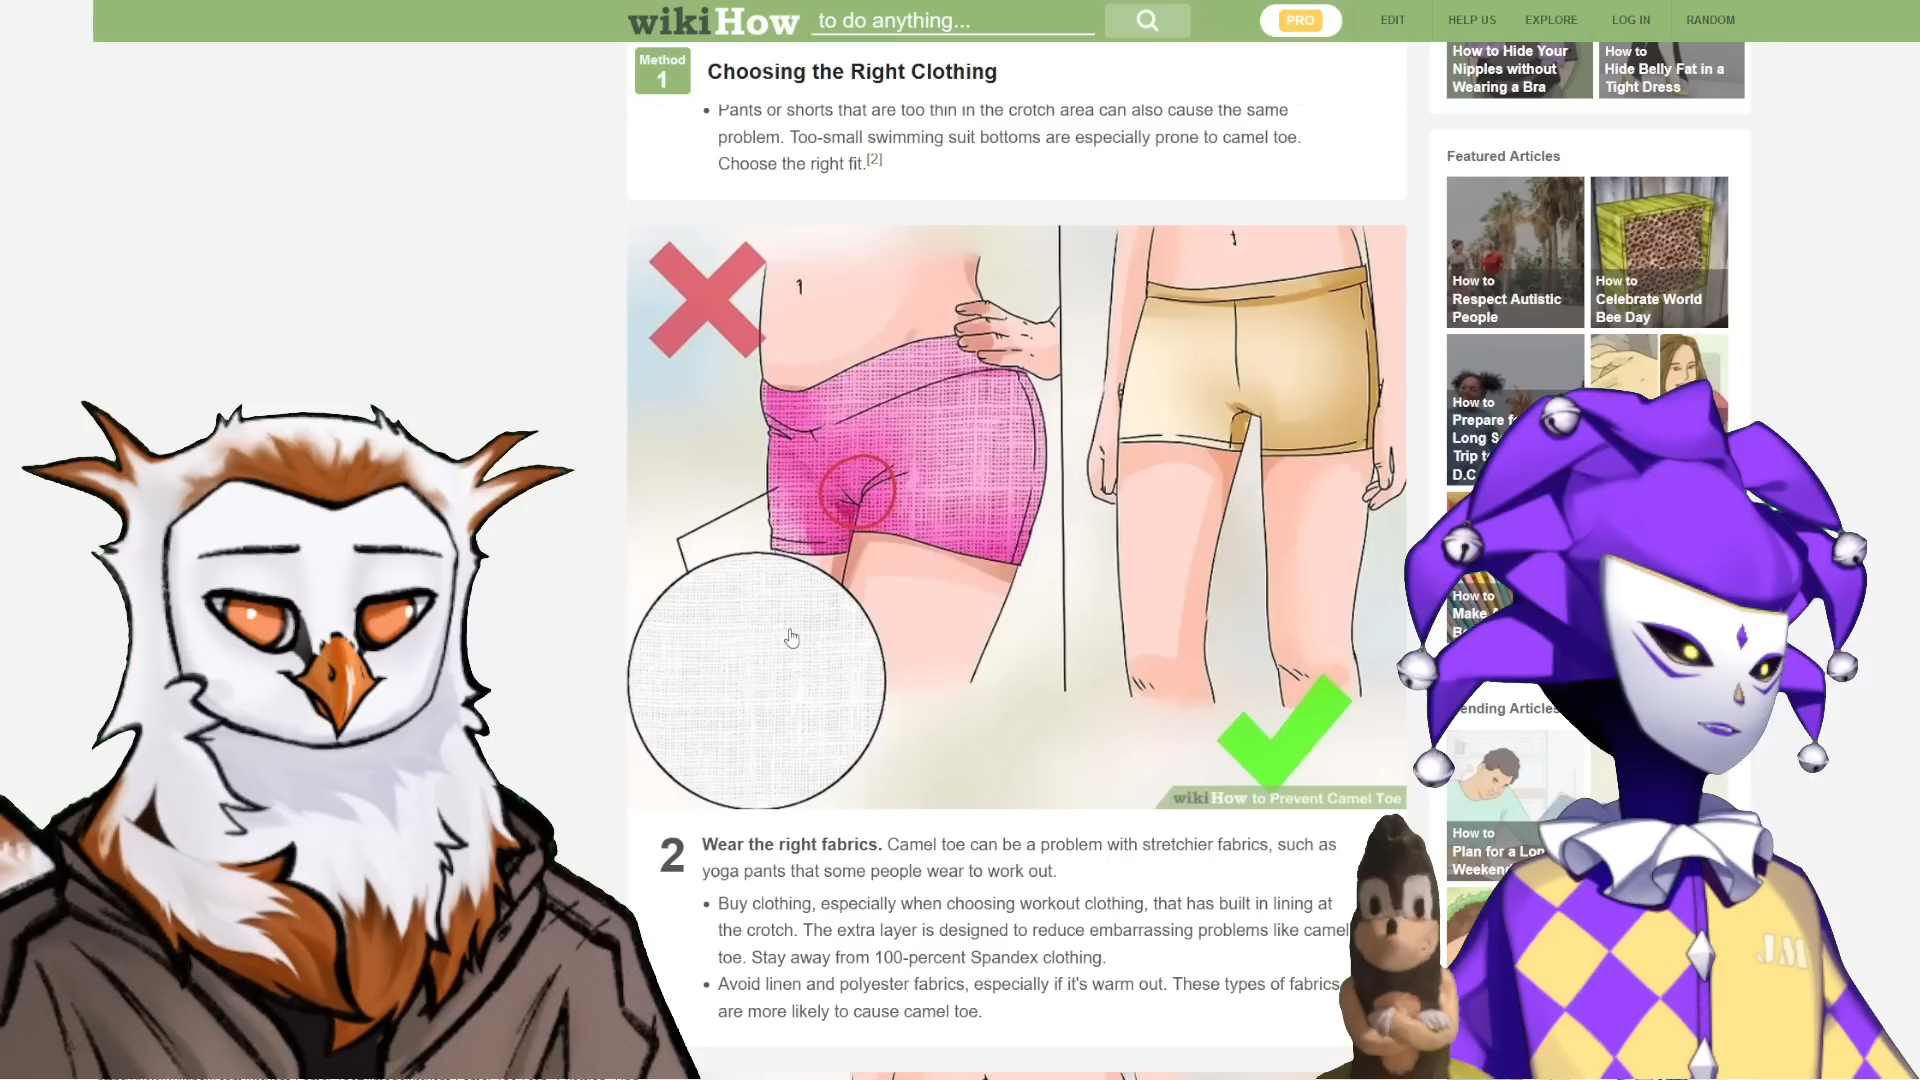 wikiHow to do anything...
PRO
EDIT
HELP US
EXPLORE
LOG IN
RANDOM
Method
1
Choosing the Right Clothing
Pants or shorts that are too thin in the crotch area can also cause the same
problem. Too-small swimming suit bottoms are especially prone to camel toe.
Choose the right fit.[2]
wikiHow to Prevent Camel Toe
2
Wear the right fabrics. Camel toe can be a problem with stretchier fabrics, such as
yoga pants that some people wear to work out.
Buy clothing, especially when choosing workout clothing, that has built in lining at
the crotch. The extra layer is designed to reduce embarrassing problems like camel
toe. Stay away from 100-percent Spandex clothing.
Avoid linen and polyester fabrics, especially if it's warm out. These types of fabrics
are more likely to cause camel toe.
How to Hide Your
Nipples without
Wearing a Bra
How to
Hide Belly Fat in a
Tight Dress
Featured Articles
How to
Respect Autistic
People
How to
Celebrate World
Bee Day
How to
Prepare f
Long S
Trip t
D.C
How to
Make A
ending Articles
How to
Plan for a Lon
Weeken
JM